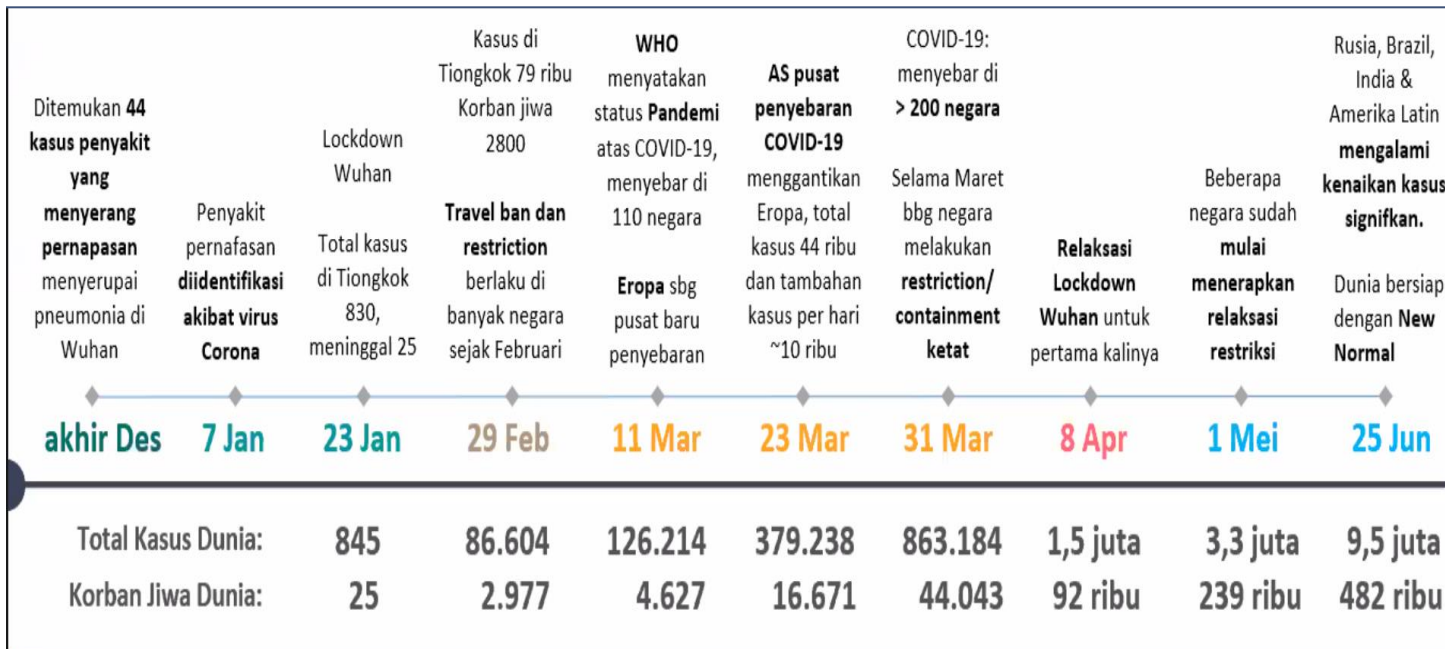 Ditemukan 44
kasus penyakit
yang
menyerang
pernapasan
menyerupai
pneumonia di
Wuhan
Penyakit
pernafasan
diidentifikasi
akibat virus
Corona
Lockdown
Wuhan
Total kasus
di Tiongkok
830,
meninggal 25
Kasus di
Tiongkok 79 ribu
Korban jiwa
2800
Travel ban dan
restriction
berlaku di
banyak negara
sejak Februari
WHO
menyatakan
status Pandemi
atas COVID-19,
menyebar di
110 negara
Eropa sbg
pusat baru
penyebaran
AS pusat
penyebaran
COVID-19
menggantikan
Eropa, total
kasus 44 ribu
dan tambahan
kasus per hari
~10 ribu
COVID-19:
menyebar di
> 200 negara
Selama Maret
bbg negara
melakukan
restriction/
containment
ketat
Relaksasi
Lockdown
Wuhan untuk
pertama kalinya
Beberapa
negara sudah
mulai
menerapkan
relaksasi
restriksi
Rusia, Brazil,
India &
Amerika Latin
mengalami
kenaikan kasus
signifkan.
Dunia bersiap
dengan New
Normal
akhir Des 7 Jan 23 Jan 29 Feb 11 Mar 23 Mar 31 Mar 8 Apr 1 Mei 25 Jun
Total Kasus Dunia: 845 86.604 126.214 379.238 863.184 1,5 juta 3,3 juta 9,5 juta
Korban Jiwa Dunia: 25 2.977 4.627 16.671 44.043 92 ribu 239 ribu 482 ribu